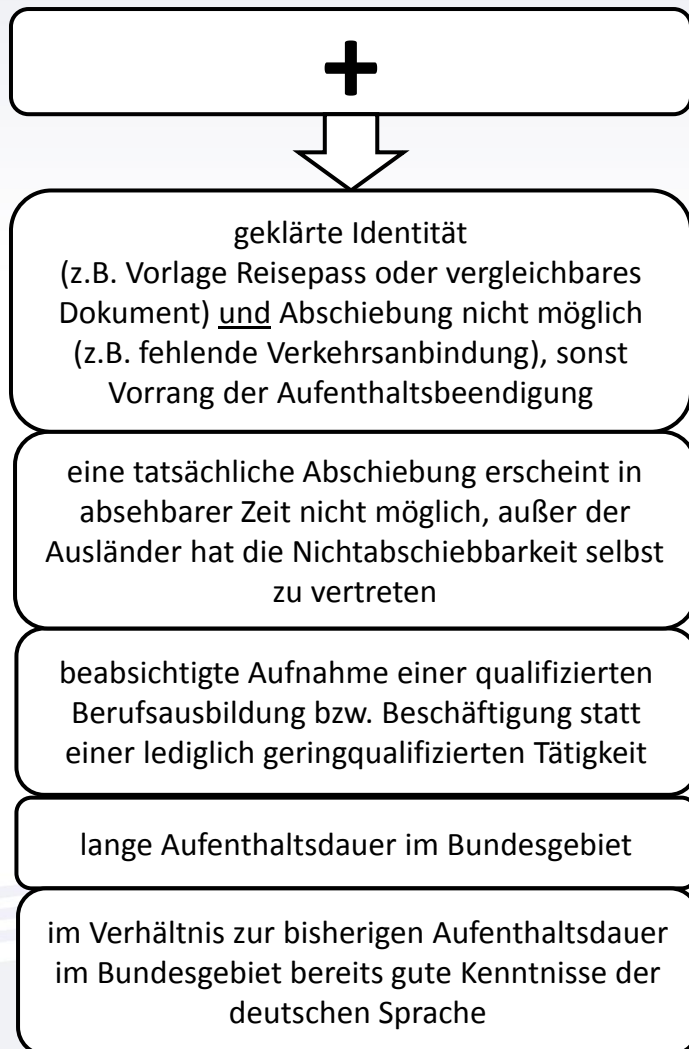 +
geklärte Identität
(z.B. Vorlage Reisepass oder vergleichbares
Dokument) und Abschiebung nicht möglich
(z.B. fehlende Verkehrsanbindung), sonst
Vorrang der Aufenthaltsbeendigung
eine tatsächliche Abschiebung erscheint in
absehbarer Zeit nicht möglich, außer der
Ausländer hat die Nichtabschiebbarkeit selbst
zu vertreten
beabsichtigte Aufnahme einer qualifizierten
Berufsausbildung bzw. Beschäftigung statt
einer lediglich geringqualifizierten Tätigkeit
lange Aufenthaltsdauer im Bundesgebiet
im Verhältnis zur bisherigen Aufenthaltsdauer
im Bundesgebiet bereits gute Kenntnisse der
deutschen Sprache